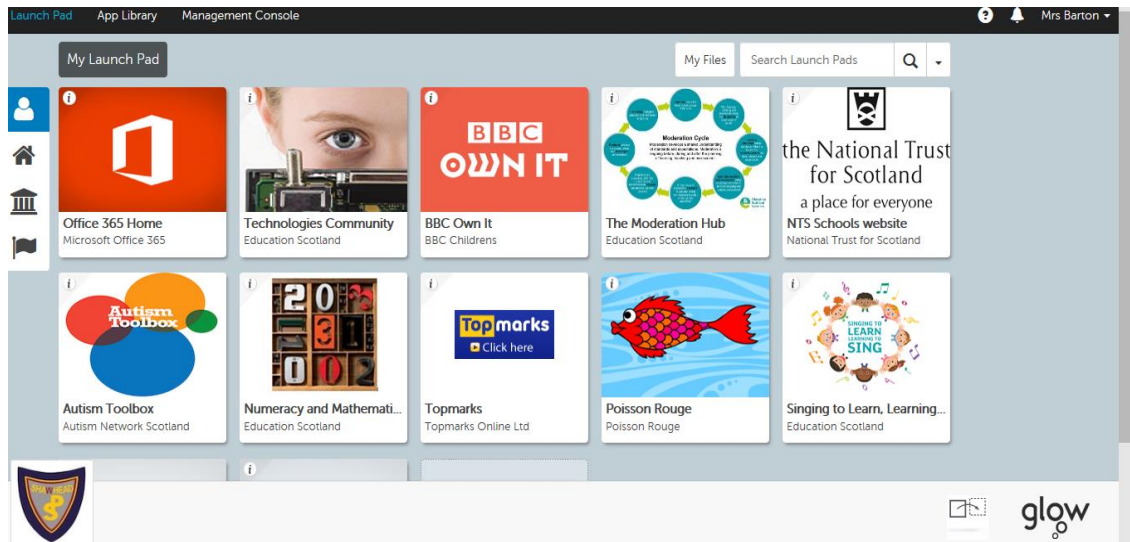 Launch Pad App Library Management Console Mrs Barton
My Launch Pad My Files Search Launch Pads
BBC
OWN IT
Moderation Cycle
the National Trust
for Scotland
a place for everyone
Office 365 Home
Microsoft Office 365
Technologies Community
Education Scotland
BBC Own It
BBC Childrens
The Moderation Hub
Education Scotland
NTS Schools website
National Trust for Scotland
Autism
Toolbox
Topmarks
Click here
SINGING TO
LEARN
LEARNING TO
SING
Autism Toolbox
Autism Network Scotland
Numeracy and Mathemati...
Education Scotland
Topmarks
Topmarks Online Ltd
Poisson Rouge
Poisson Rouge
Singing to Learn, Learning...
Education Scotland
SHAWHEAD
PS
glow